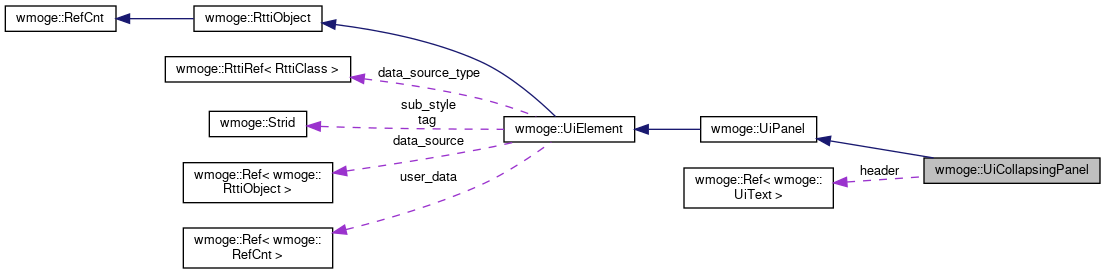 wmoge::RefCnt
wmoge::RttiObject
wmoge::RttiRef< RttiClass >
data_source_type
wmoge::Strid
sub_style
tag
wmoge::UiElement
wmoge::UiPanel
data_source
wmoge::Ref< wmoge::
RttiObject >
user_data
wmoge::Ref< wmoge::
RefCnt >
header
wmoge::Ref< wmoge::
UiText >
wmoge::UiCollapsingPanel